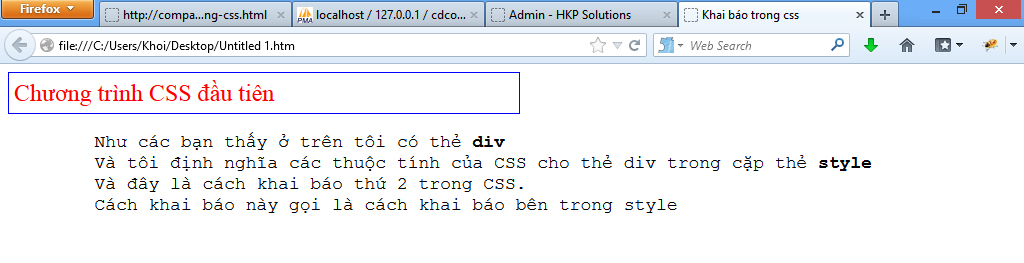 Firefox
http://compa...ng-css.html
localhost / 127.0.0.1 / cdco...
Admin - HKP Solutions
Khai báo trong css
file:///C:/Users/Khoi/Desktop/Untitled 1.htm
Web Search
Chương trình CSS đầu tiên
Như các bạn thấy ở trên tôi có thẻ div
Và tôi định nghĩa các thuộc tính của CSS cho thẻ div trong cặp thẻ style
Và đây là cách khai báo thứ 2 trong CSS.
Cách khai báo này gọi là cách khai báo bên trong style